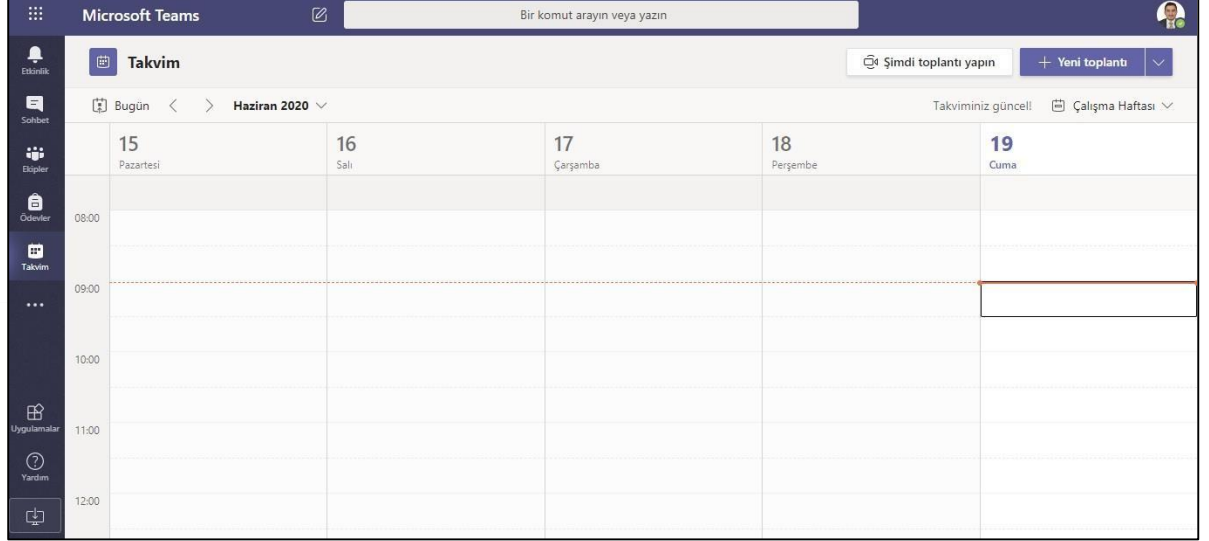 Microsoft Teams
Bir komut arayın veya yazın
Etkinlik
Sohbet
Ekipler
Ödevler
Takvim
Uygulamalar
Yardım
Takvim
Şimdi toplantı yapın
+ Yeni toplantı
Bugün < > Haziran 2020
Takviminiz güncel!
Çalışma Haftası
15
Pazartesi
16
Salı
17
Çarşamba
18
Perşembe
19
Cuma
08:00
09:00
10:00
11:00
12:00